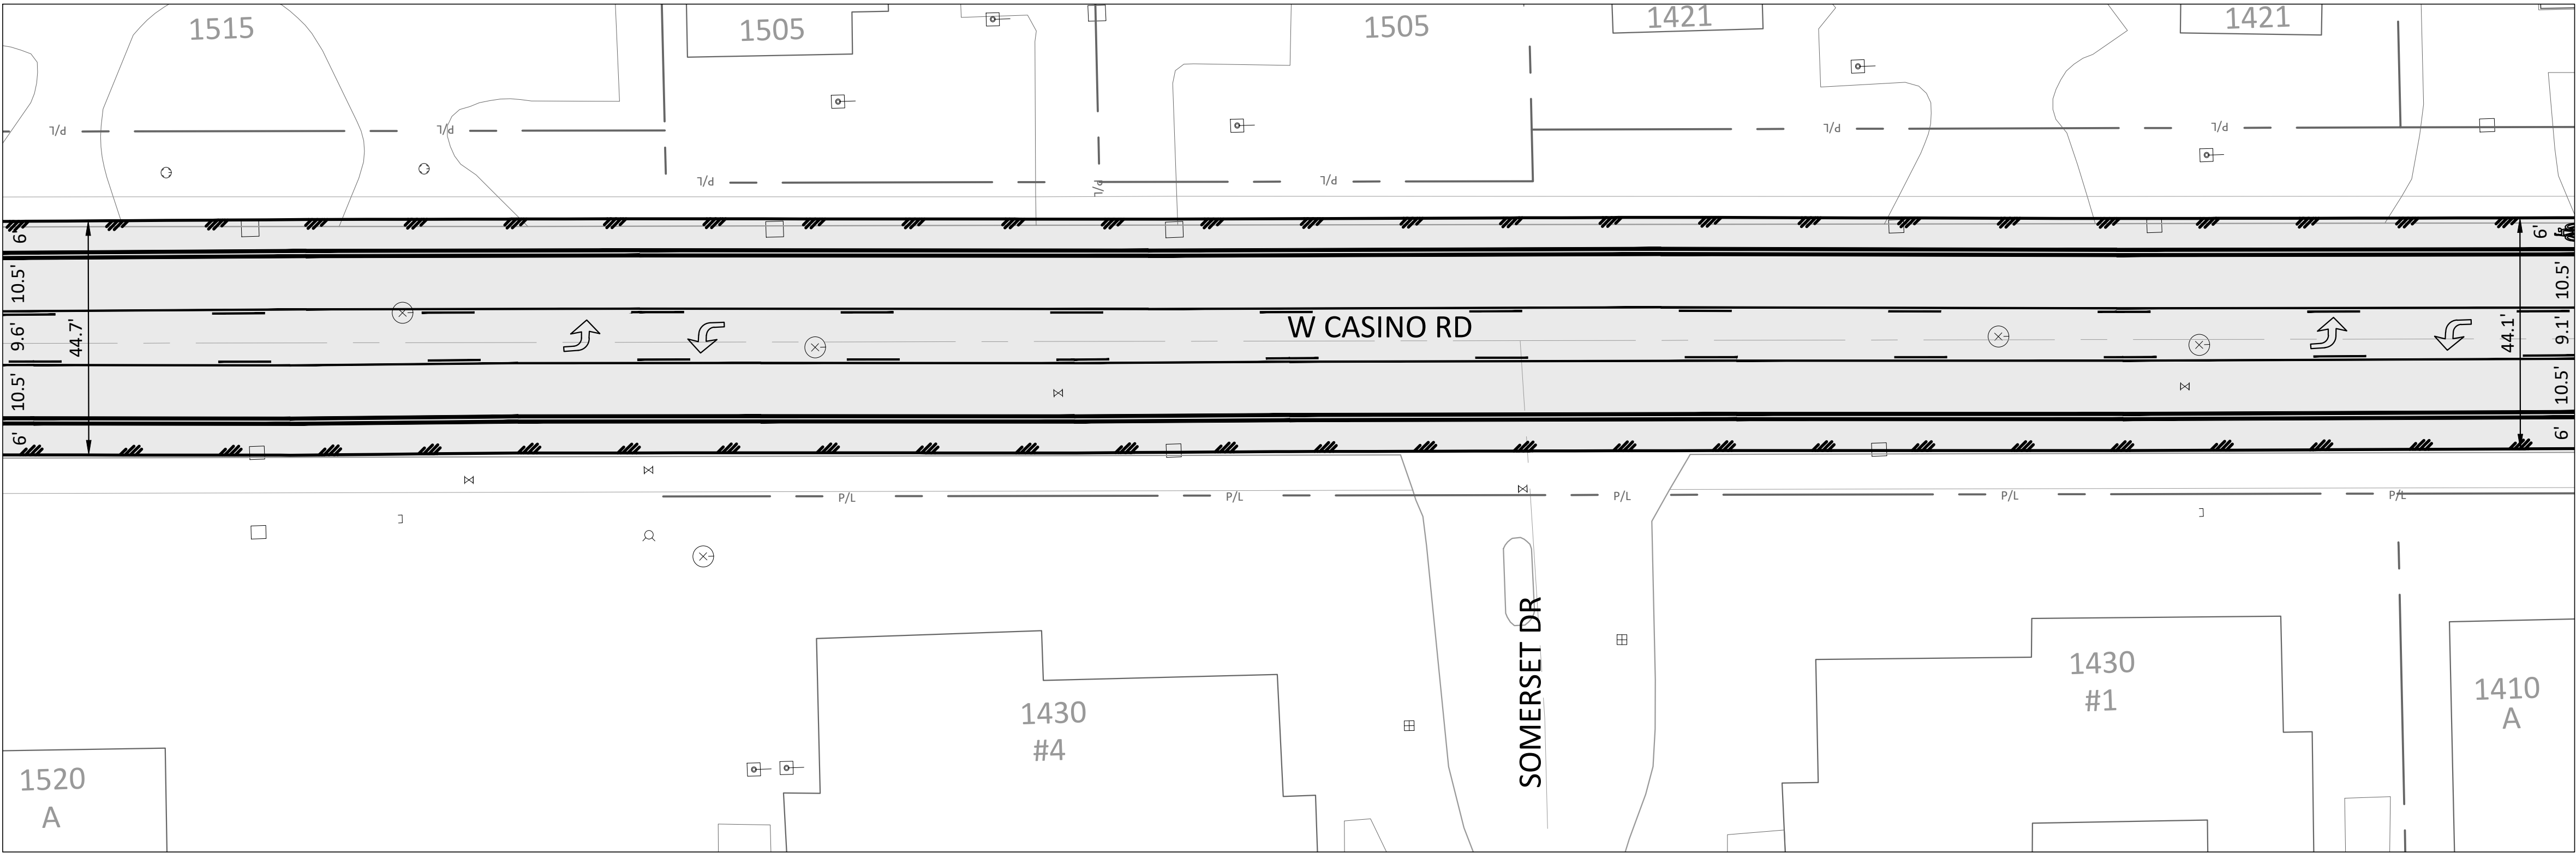 1515
1505
1505
1421
1421
P/L
P/L
P/L
P/L
P/L
P/L
P/L
6'
10.5'
9.6'
10.5'
6'
44.7'
W CASINO RD
44.1'
6'
10.5'
9.1'
10.5'
6'
P/L
P/L
P/L
P/L
P/L
SOMERSET DR
1520
A
1430
#4
1430
#1
1410
A